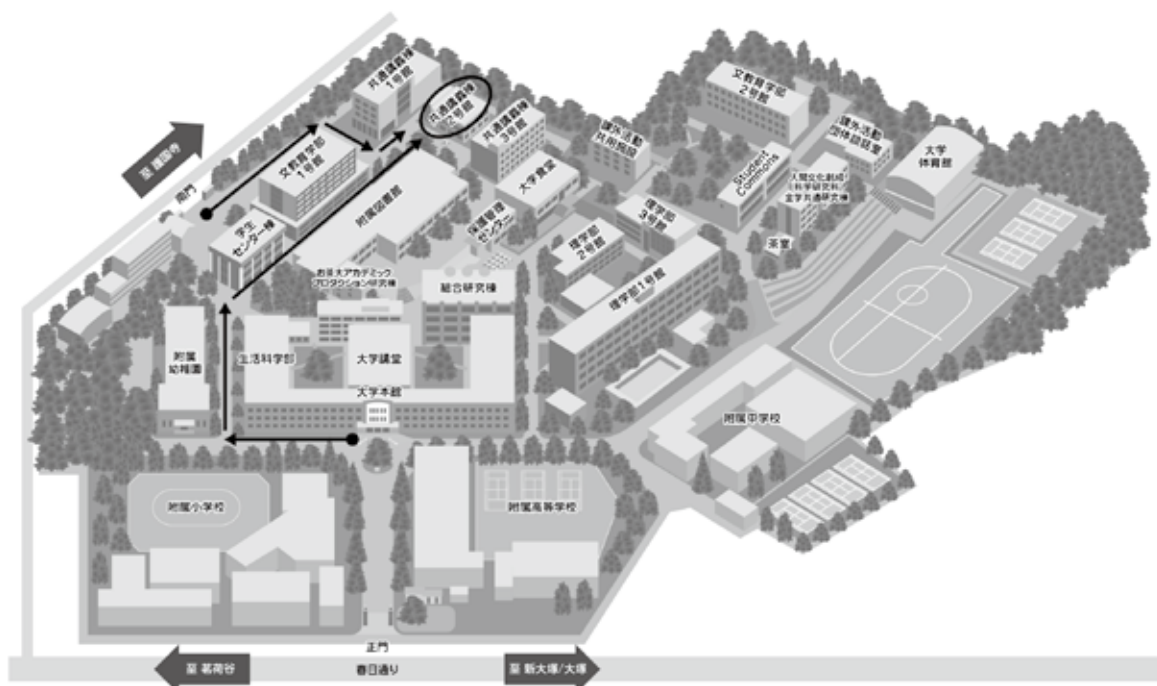 共通講義棟
1号館
共通講義棟
2号館
共通講義棟
3号館
文教育学部
2号館
課外活動
共用施設
課外活動
団体談話室
大学
体育館
至 護国寺
南門
文教育学部
1号館
附属図書館
大学食堂
Student
Commons
人間文化創成
科学研究科
全学共通研究棟
学生
センター棟
保健管理
センター
理学部
3号館
理学部
2号館
茶室
お茶大アカデミック
プロダクション研究棟
総合研究棟
理学部1号館
附属
幼稚園
生活科学部
大学講堂
大学本館
附属中学校
附属小学校
附属高等学校
正門
至 茗荷谷
春日通り
至 新大塚/大塚